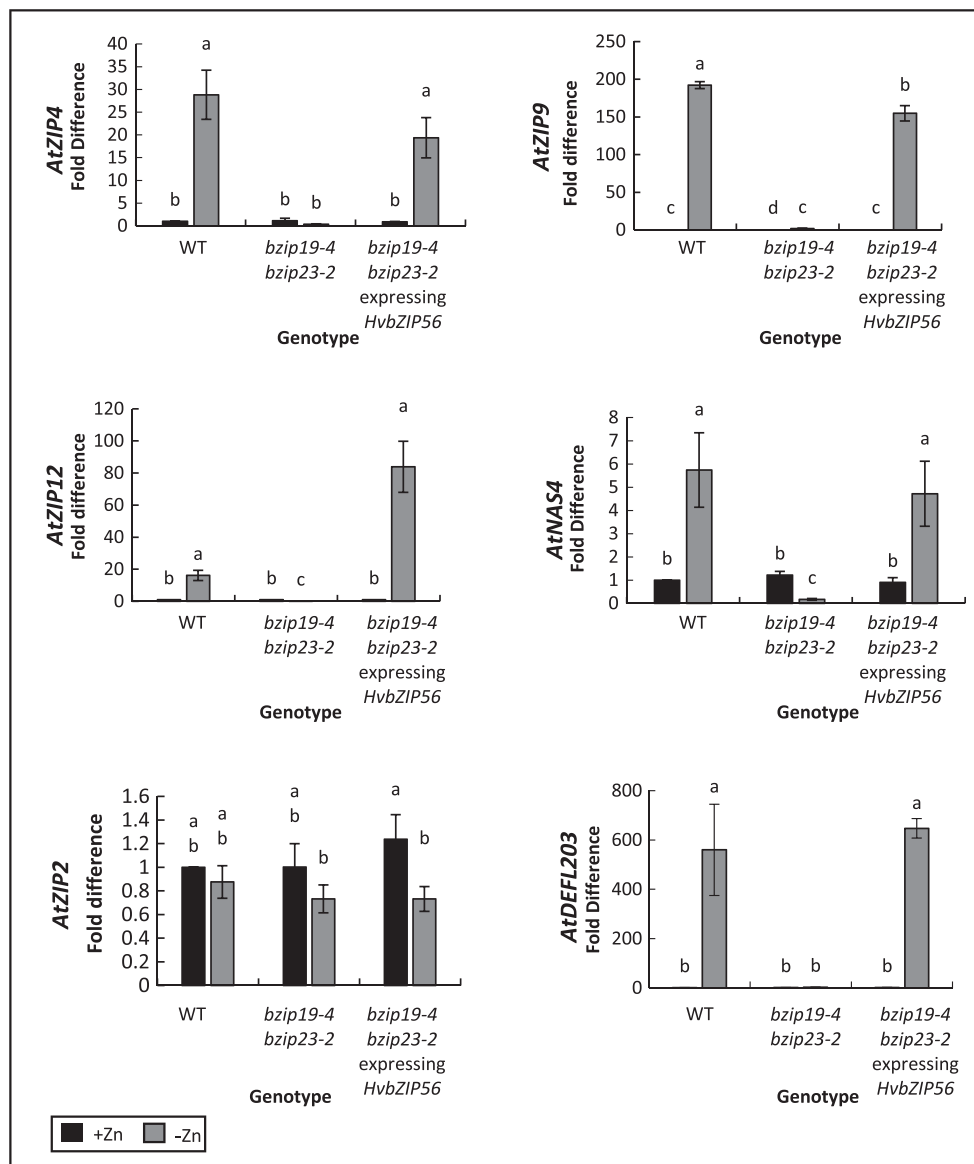 AtZIP4
Fold Difference
40
35
30
25
20
15
10
5
0
a
b
b
b
b
a
WT
bzip19-4
bzip23-2
bzip19-4
bzip23-2
expressing
HvbZIP56
Genotype
AtZIP9
Fold difference
250
200
150
100
50
0
c
a
d
c
c
b
WT
bzip19-4
bzip23-2
bzip19-4
bzip23-2
expressing
HvbZIP56
Genotype
AtZIP12
Fold difference
120
100
80
60
40
20
0
b
a
b
c
b
a
WT
bzip19-4
bzip23-2
bzip19-4
bzip23-2
expressing
HvbZIP56
Genotype
AtNAS4
Fold Difference
8
7
6
5
4
3
2
1
0
b
a
b
c
b
a
WT
bzip19-4
bzip23-2
bzip19-4
bzip23-2
expressing
HvbZIP56
Genotype
AtZIP2
Fold difference
1.6
1.4
1.2
1
0.8
0.6
0.4
0.2
0
a
b
a
b
a
b
b
a
b
WT
bzip19-4
bzip23-2
bzip19-4
bzip23-2
expressing
HvbZIP56
Genotype
AtDEFL203
Fold Difference
800
600
400
200
0
b
a
b
b
b
a
WT
bzip19-4
bzip23-2
bzip19-4
bzip23-2
expressing
HvbZIP56
Genotype
+Zn
-Zn